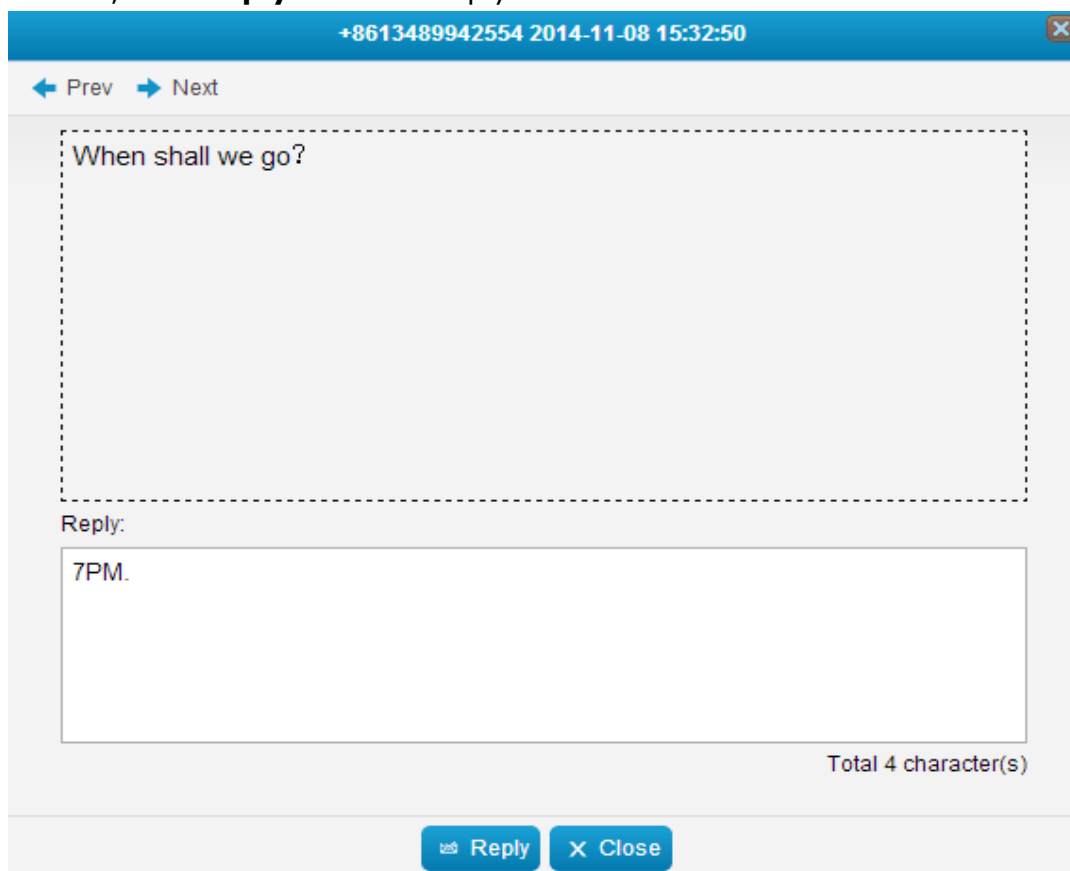 +8613489942554 2014-11-08 15:32:50
Prev Next
When shall we go?
Reply:
7PM.
Total 4 character(s)
Reply Close